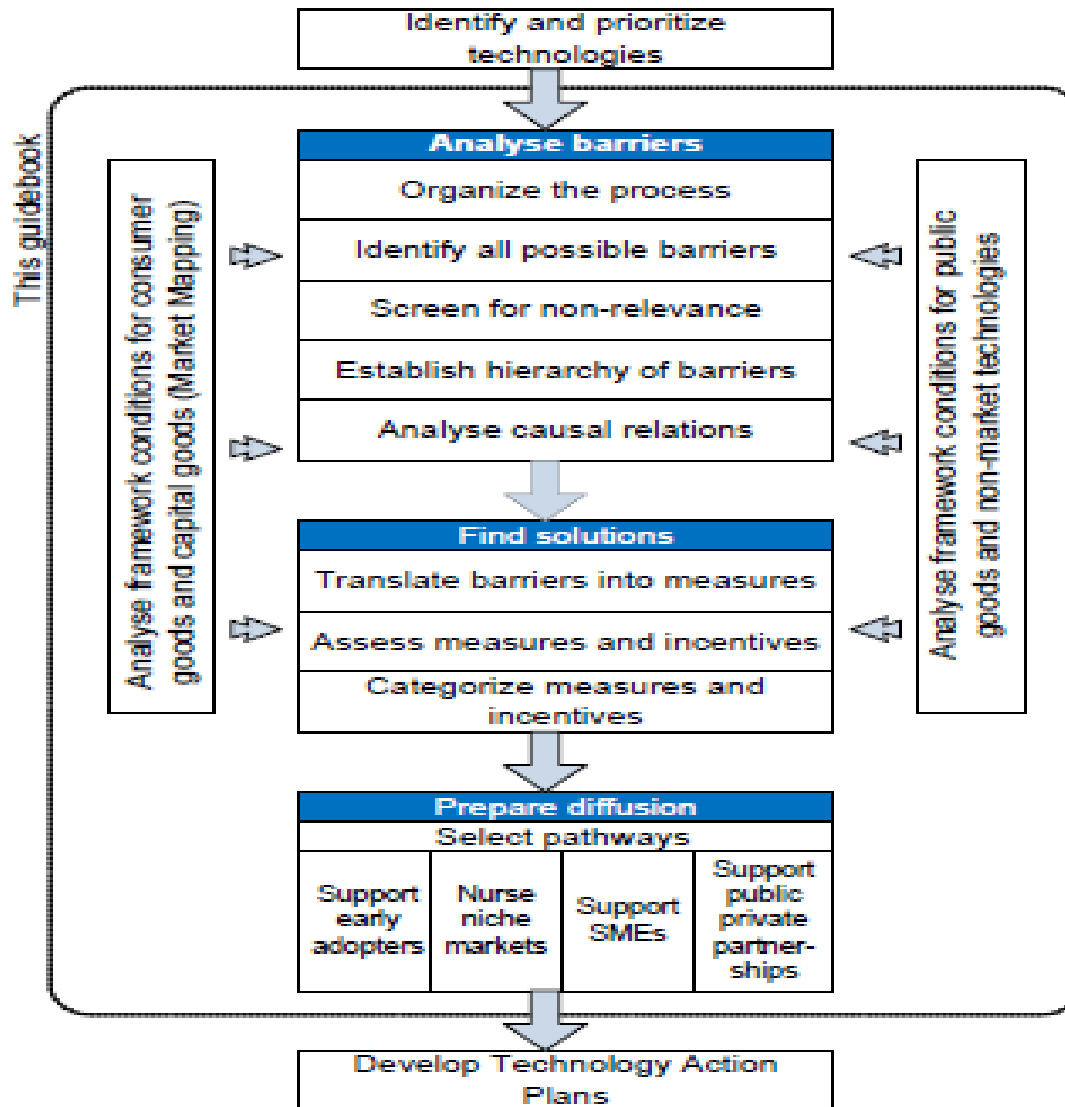 Identify and prioritize
technologies
This guidebook
Analyse framework conditions for consumer
goods and capital goods (Market Mapping)
Analyse barriers
Organize the process
Identify all possible barriers
Screen for non-relevance
Establish hierarchy of barriers
Analyse causal relations
Find solutions
Translate barriers into measures
Assess measures and incentives
Categorize measures and
incentives
Analyse framework conditions for public
goods and non-market technologies
Prepare diffusion
Select pathways
Support
early
adopters
Nurse
niche
markets
Support
SMEs
Support
public
private
partner-
ships
Develop Technology Action
Plans